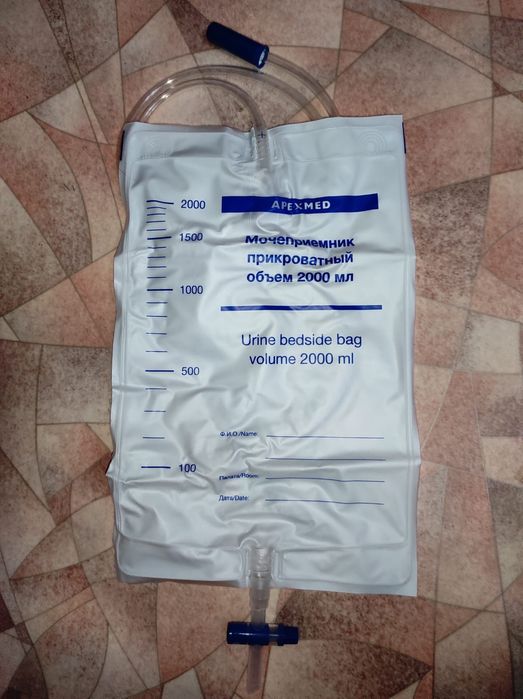 APEXMED
Мочеприемник
прикроватный
объем 2000 мл
Urine bedside bag
volume 2000 ml
2000
1500
1000
500
100
Ф.И.О./Name:
Палата/Room:
Дата/Date: